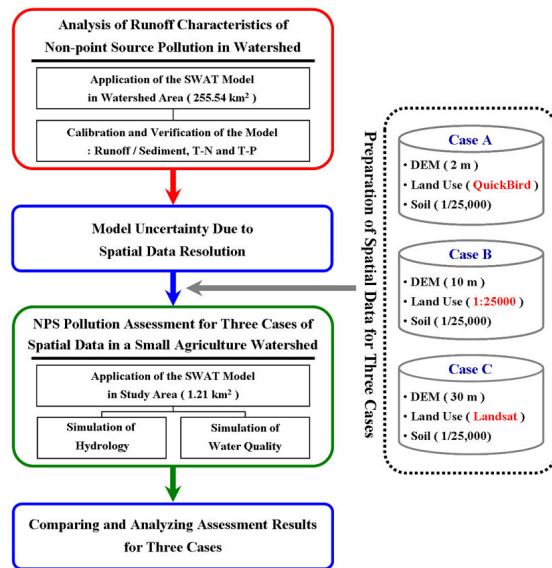 Analysis of Runoff Characteristics of
Non-point Source Pollution in Watershed
Application of the SWAT Model
in Watershed Area ( 255.54 km² )
Calibration and Verification of the Model
: Runoff / Sediment, T-N and T-P
Model Uncertainty Due to
Spatial Data Resolution
NPS Pollution Assessment for Three Cases of
Spatial Data in a Small Agriculture Watershed
Application of the SWAT Model
in Study Area ( 1.21 km² )
Simulation of
Hydrology
Simulation of
Water Quality
Comparing and Analyzing Assessment Results
for Three Cases
Preparation of Spatial Data for Three Cases
Case A
• DEM ( 2 m )
• Land Use ( QuickBird )
• Soil ( 1/25,000 )
Case B
• DEM ( 10 m )
• Land Use ( 1:25000 )
• Soil ( 1/25,000 )
Case C
• DEM ( 30 m )
• Land Use ( Landsat )
• Soil ( 1/25,000 )